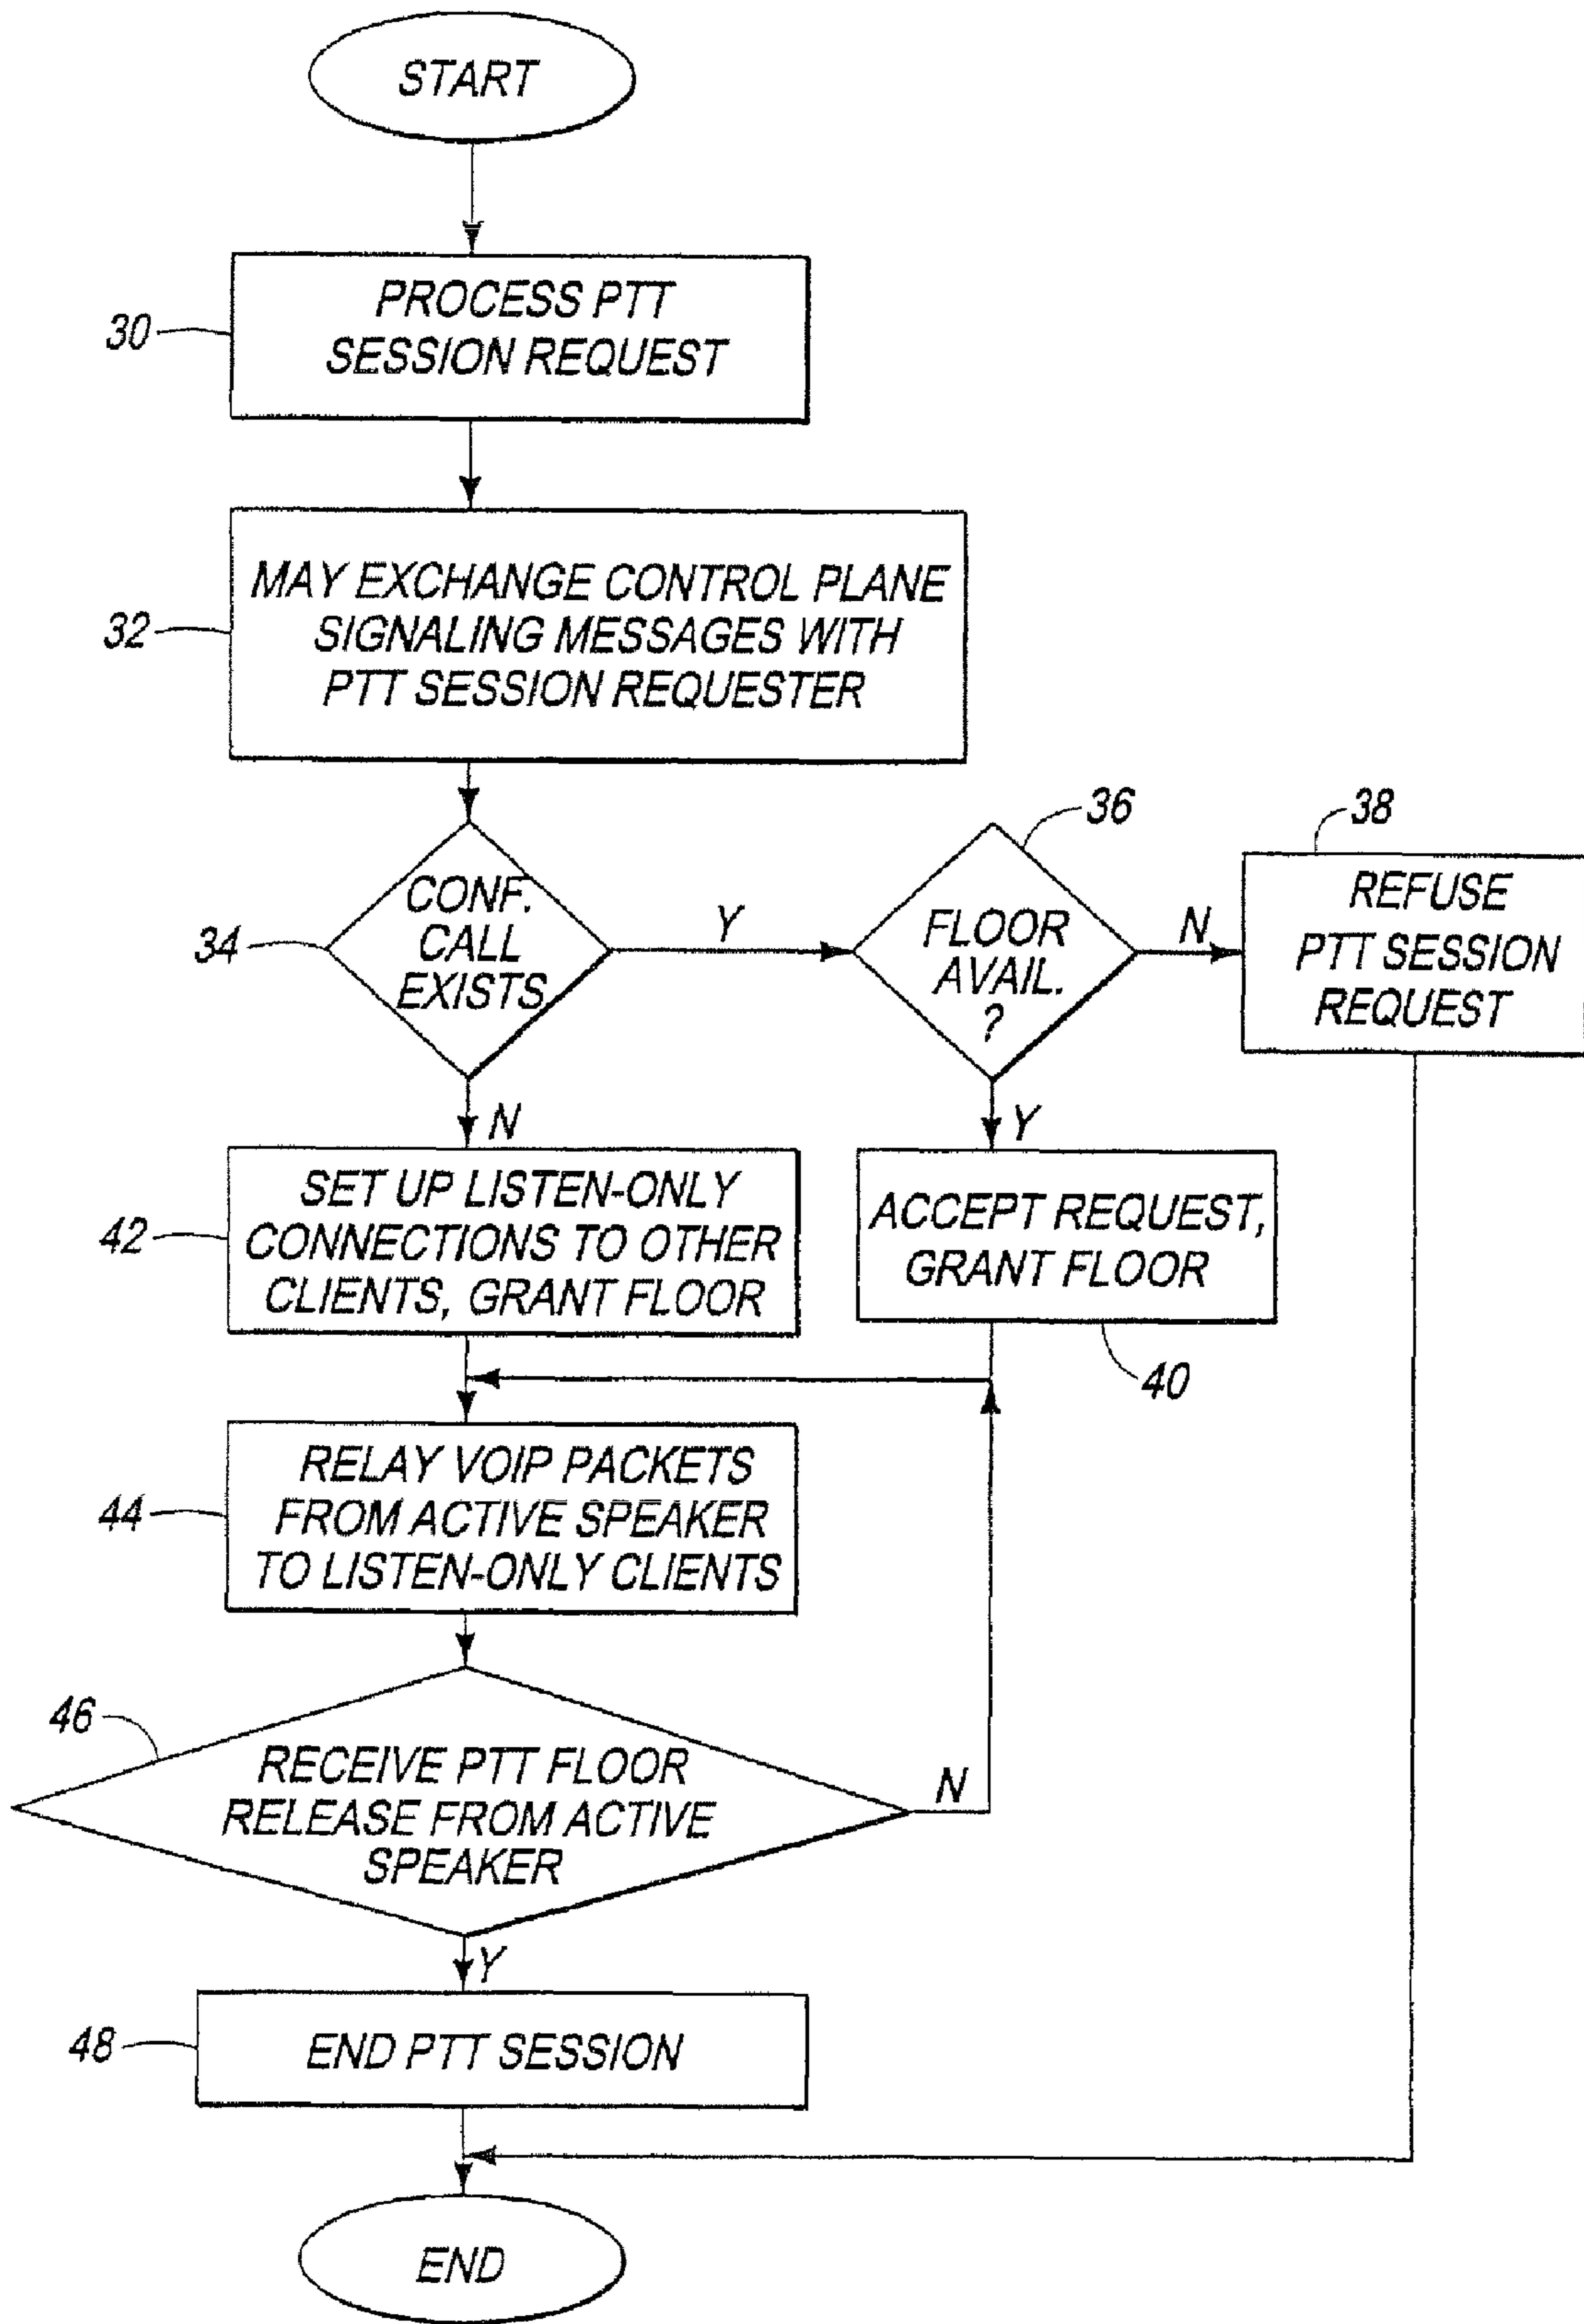 START
PROCESS PTT
SESSION REQUEST
30
MAY EXCHANGE CONTROL PLANE
SIGNALING MESSAGES WITH
PTT SESSION REQUESTER
32
CONF.
CALL
EXISTS
34
Y
36
FLOOR
AVAIL.
?
N
38
REFUSE
PTT SESSION
REQUEST
N
Y
SET UP LISTEN-ONLY
CONNECTIONS TO OTHER
CLIENTS, GRANT FLOOR
42
ACCEPT REQUEST,
GRANT FLOOR
40
RELAY VOIP PACKETS
FROM ACTIVE SPEAKER
TO LISTEN-ONLY CLIENTS
44
46
RECEIVE PTT FLOOR
RELEASE FROM ACTIVE
SPEAKER
N
Y
END PTT SESSION
48
END